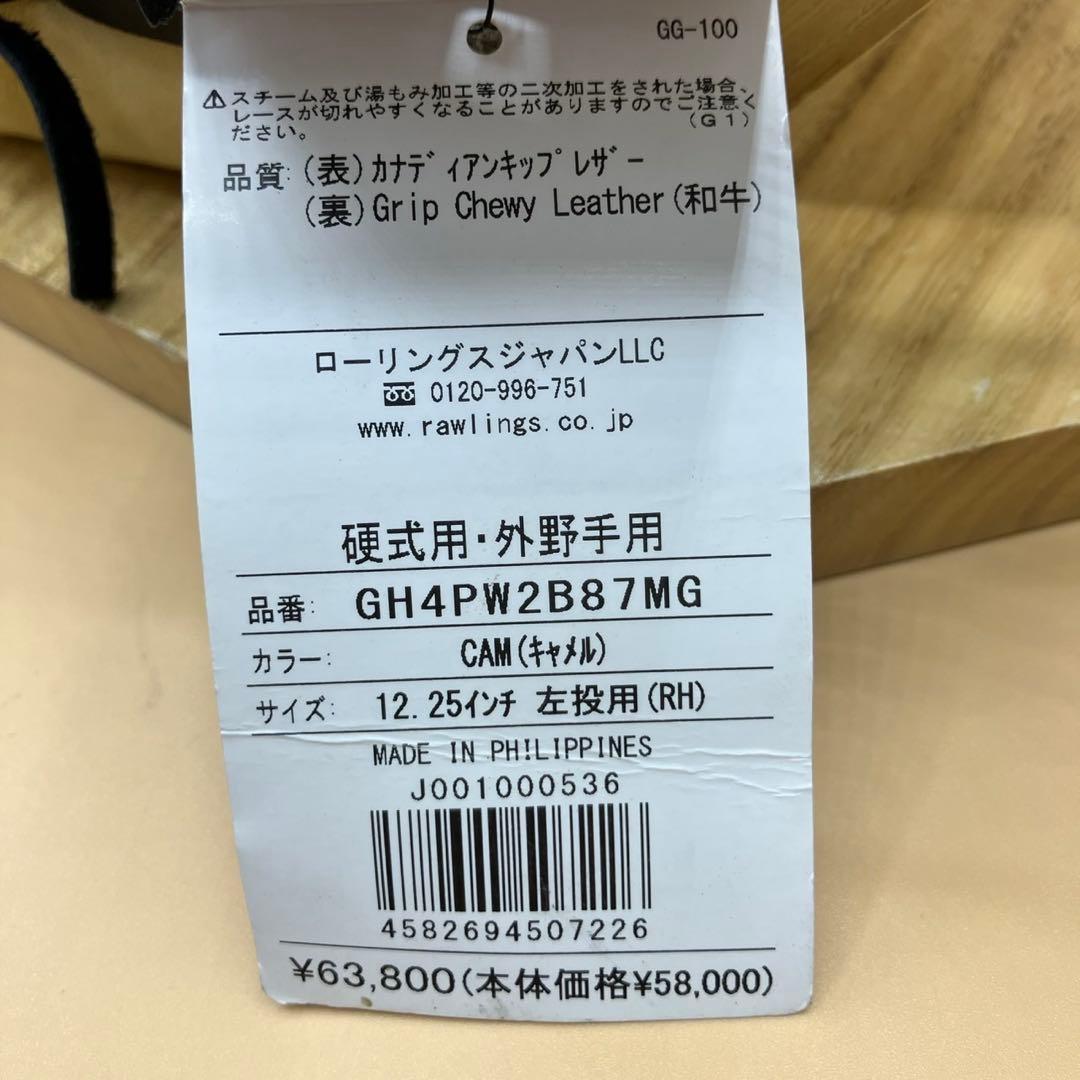 GG-100
⚠スチーム及び湯もみ加工等の二次加工をされた場合、
レースが切れやすくなることがありますのでご注意く
ださい。 (G1)
品質:(表)ｶﾅﾃﾞｨｱﾝｷｯﾌﾟﾚｻﾞｰ
(裏)Grip Chewy Leather(和牛)
ローリングスジャパンLLC
0120-996-751
www.rawlings.co.jp
硬式用・外野手用
品番: GH4PW2B87MG
カラー: CAM(ｷｬﾒﾙ)
サイズ: 12.25ｲﾝﾁ 左投用(RH)
MADE IN PHILIPPINES
J001000536
4582694507226
¥63,800(本体価格¥58,000)